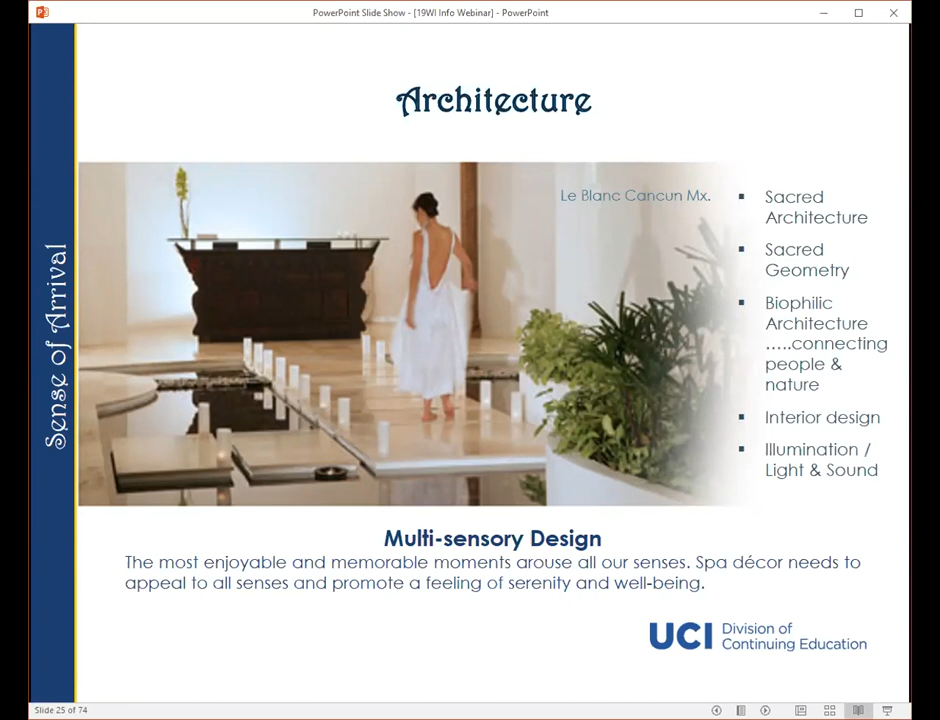 PowerPoint Slide Show - [19WI Info Webinar] - PowerPoint
Architecture
Sense of Arrival
Le Blanc Cancun Mx.
▪ Sacred
Architecture
▪ Sacred
Geometry
▪ Biophilic
Architecture
.....connecting
people &
nature
▪ Interior design
▪ Illumination /
Light & Sound
Multi-sensory Design
The most enjoyable and memorable moments arouse all our senses. Spa décor needs to
appeal to all senses and promote a feeling of serenity and well-being.
UCI Division of
Continuing Education
Slide 25 of 74